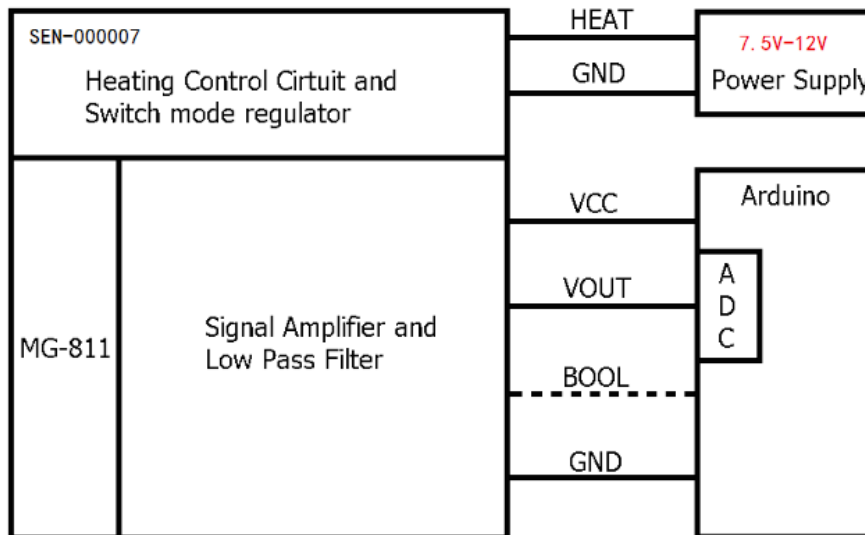 SEN-000007
Heating Control Cirtuit and
Switch mode regulator
HEAT
GND
7.5V-12V
Power Supply
MG-811
Signal Amplifier and
Low Pass Filter
VCC
VOUT
BOOL
GND
Arduino
A
D
C